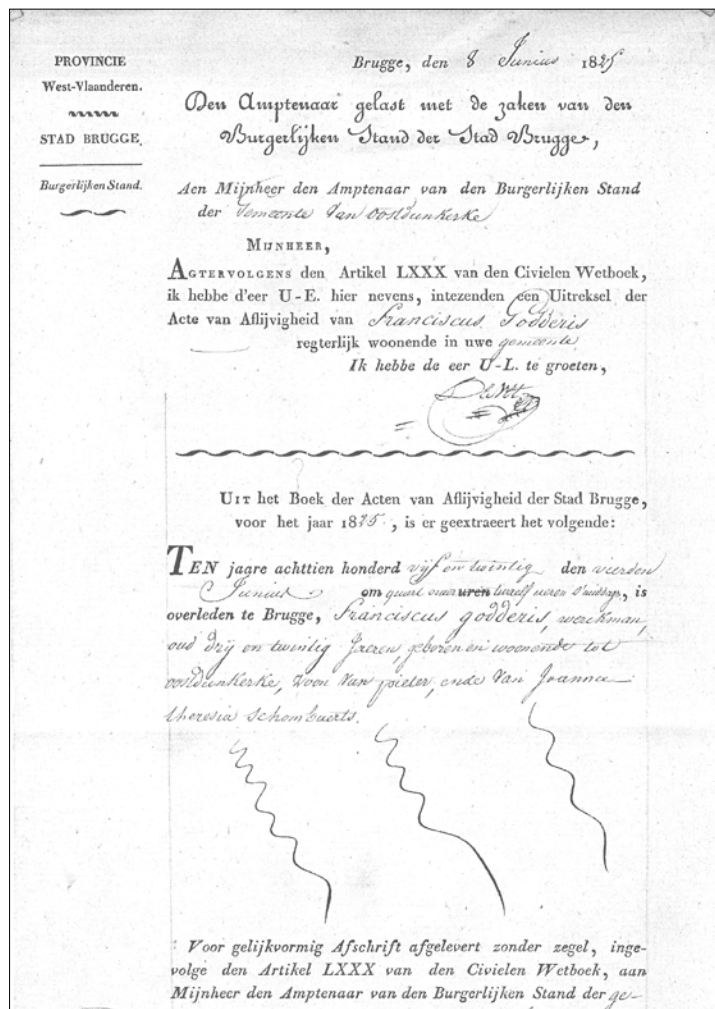 PROVINCIE
West-Vlaanderen.
STAD BRUGGE.
Burgerlijken Stand.
Brugge, den 8 Junius 1825
Den Amptenaar gelast met de zaken van den
Burgerlijken Stand der Stad Brugge,
Aen Mijnheer den Amptenaar van den Burgerlijken Stand
der Gemeente Van Oostdunkerke
MIJNHEER,
AGTERVOLGENS den Artikel LXXX van den Civielen Wetboek,
ik hebbe d'eer U-E. hier nevens, intezenden een Uitreksel der
Acte van Aflijvigheid van Franciscus Godderis
regterlijk woonende in uwe gemeente
Ik hebbe de eer U-L. te groeten,
UIT het Boek der Acten van Aflijvigheid der Stad Brugge,
voor het jaar 1825, is er geextraeert het volgende:
TEN jaare achttien honderd vijf en twintig den vierden
Junius om quart over uren twaelf ueren s'middags, is
overleden te Brugge, Franciscus godderis, werckman,
oud drij en twintig Jaeren, geboren en woonende tot
oostdunkerke, zoon Van pieter, ende Van Joanna
theresia Schombaerts.
Voor gelijkvormig Afschrift afgelevert zonder zegel, inge-
volge den Artikel LXXX van den Civielen Wetboek, aan
Mijnheer den Amptenaar van den Burgerlijken Stand der ge-